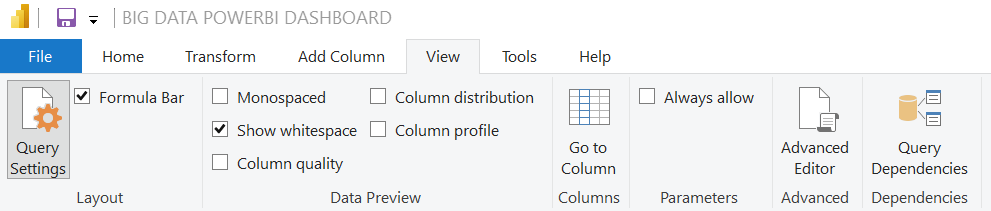 BIG DATA POWERBI DASHBOARD
File Home Transform Add Column View Tools Help
Query
Settings
Formula Bar
Layout
Monospaced
Show whitespace
Column quality
Column distribution
Column profile
Data Preview
Go to
Column
Columns
Always allow
Parameters
Advanced
Editor
Advanced
Query
Dependencies
Dependencies